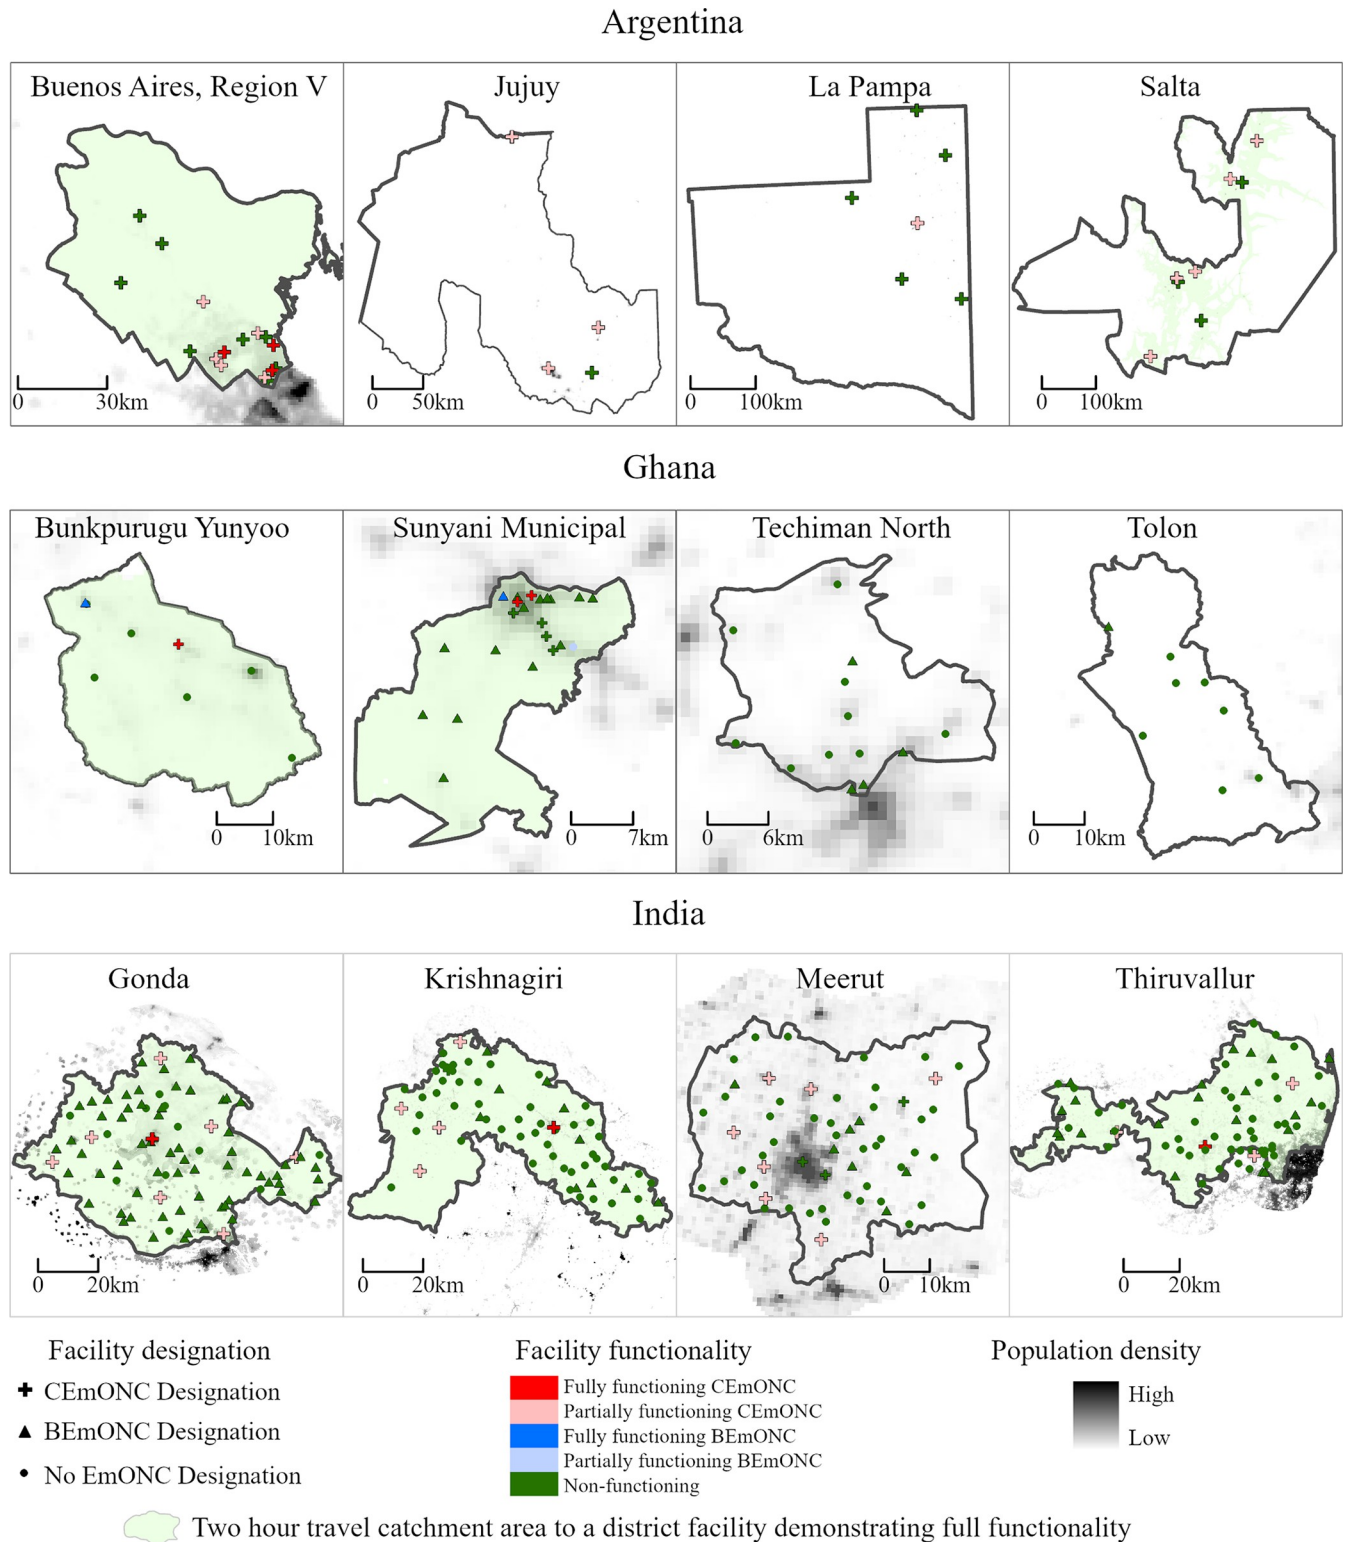 Argentina
Buenos Aires, Region V
Jujuy
La Pampa
Salta
0 30km
0 50km
0 100km
0 100km
Ghana
Bunkpurugu Yunyoo
Sunyani Municipal
Techiman North
Tolon
0 10km
0 7km
0 6km
0 10km
India
Gonda
Krishnagiri
Meerut
Thiruvallur
0 20km
0 20km
0 10km
0 20km
Facility designation
CEmONC Designation
BEmONC Designation
No EmONC Designation
Facility functionality
Fully functioning CEmONC
Partially functioning CEmONC
Fully functioning BEmONC
Partially functioning BEmONC
Non-functioning
Population density
High
Low
Two hour travel catchment area to a district facility demonstrating full functionality